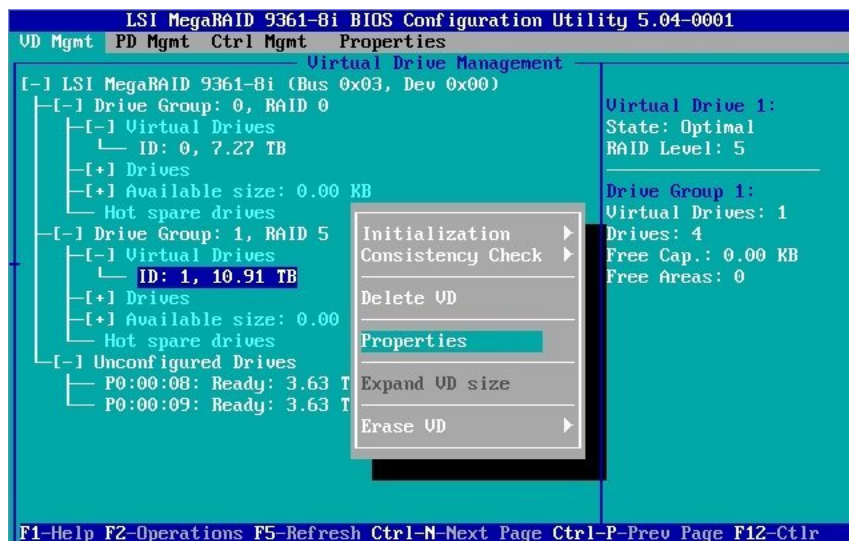 LSI MegaRAID 9361-8i BIOS Configuration Utility 5.04-0001
VD Mgmt PD Mgmt Ctrl Mgmt Properties
Virtual Drive Management
[-] LSI MegaRAID 9361-8i (Bus 0x03, Dev 0x00)
[-] Drive Group: 0, RAID 0
[-] Virtual Drives
ID: 0, 7.27 TB
[+] Drives
[+] Available size: 0.00 KB
Hot spare drives
[-] Drive Group: 1, RAID 5
[-] Virtual Drives
ID: 1, 10.91 TB
[+] Drives
[+] Available size: 0.00
Hot spare drives
[-] Unconfigured Drives
P0:00:08: Ready: 3.63 T
P0:00:09: Ready: 3.63 T
Initialization
Consistency Check
Delete VD
Properties
Expand VD size
Erase VD
Virtual Drive 1:
State: Optimal
RAID Level: 5
Drive Group 1:
Virtual Drives: 1
Drives: 4
Free Cap.: 0.00 KB
Free Areas: 0
F1-Help F2-Operations F5-Refresh Ctrl-N-Next Page Ctrl-P-Prev Page F12-Ctlr